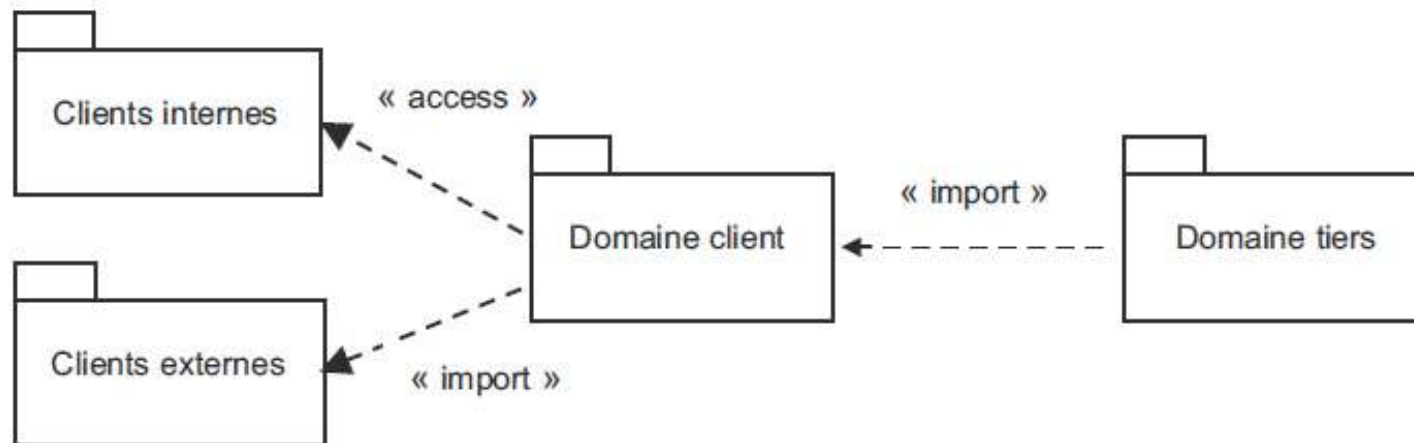 Clients internes
« access »
Domaine client
« import »
Domaine tiers
Clients externes
« import »